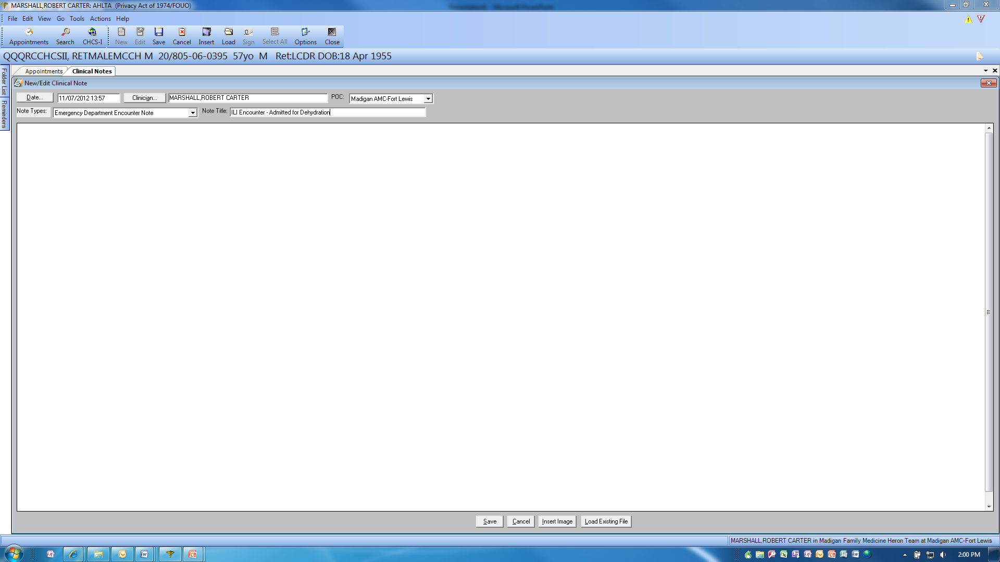 MARSHALL,ROBERT CARTER: AHLTA (Privacy Act of 1974/FOUO)
File Edit View Go Tools Actions Help
Appointments Search CHCS-I New Edit Save Cancel Insert Load Sign Select All Options Close
QQQRCCHCSII, RETMALEMCCH M 20/805-06-0395 57yo M Ret:LCDR DOB:18 Apr 1955
Folder List
Reminders
Appointments Clinical Notes
New/Edit Clinical Note
Date... 11/07/2012 13:57 Clinician... MARSHALL,ROBERT CARTER POC: Madigan AMC-Fort Lewis
Note Types: Emergency Department Encounter Note Note Title: ILI Encounter - Admitted for Dehydration
Save Cancel Insert Image Load Existing File
MARSHALL,ROBERT CARTER in Madigan Family Medicine Heron Team at Madigan AMC-Fort Lewis
2:00 PM